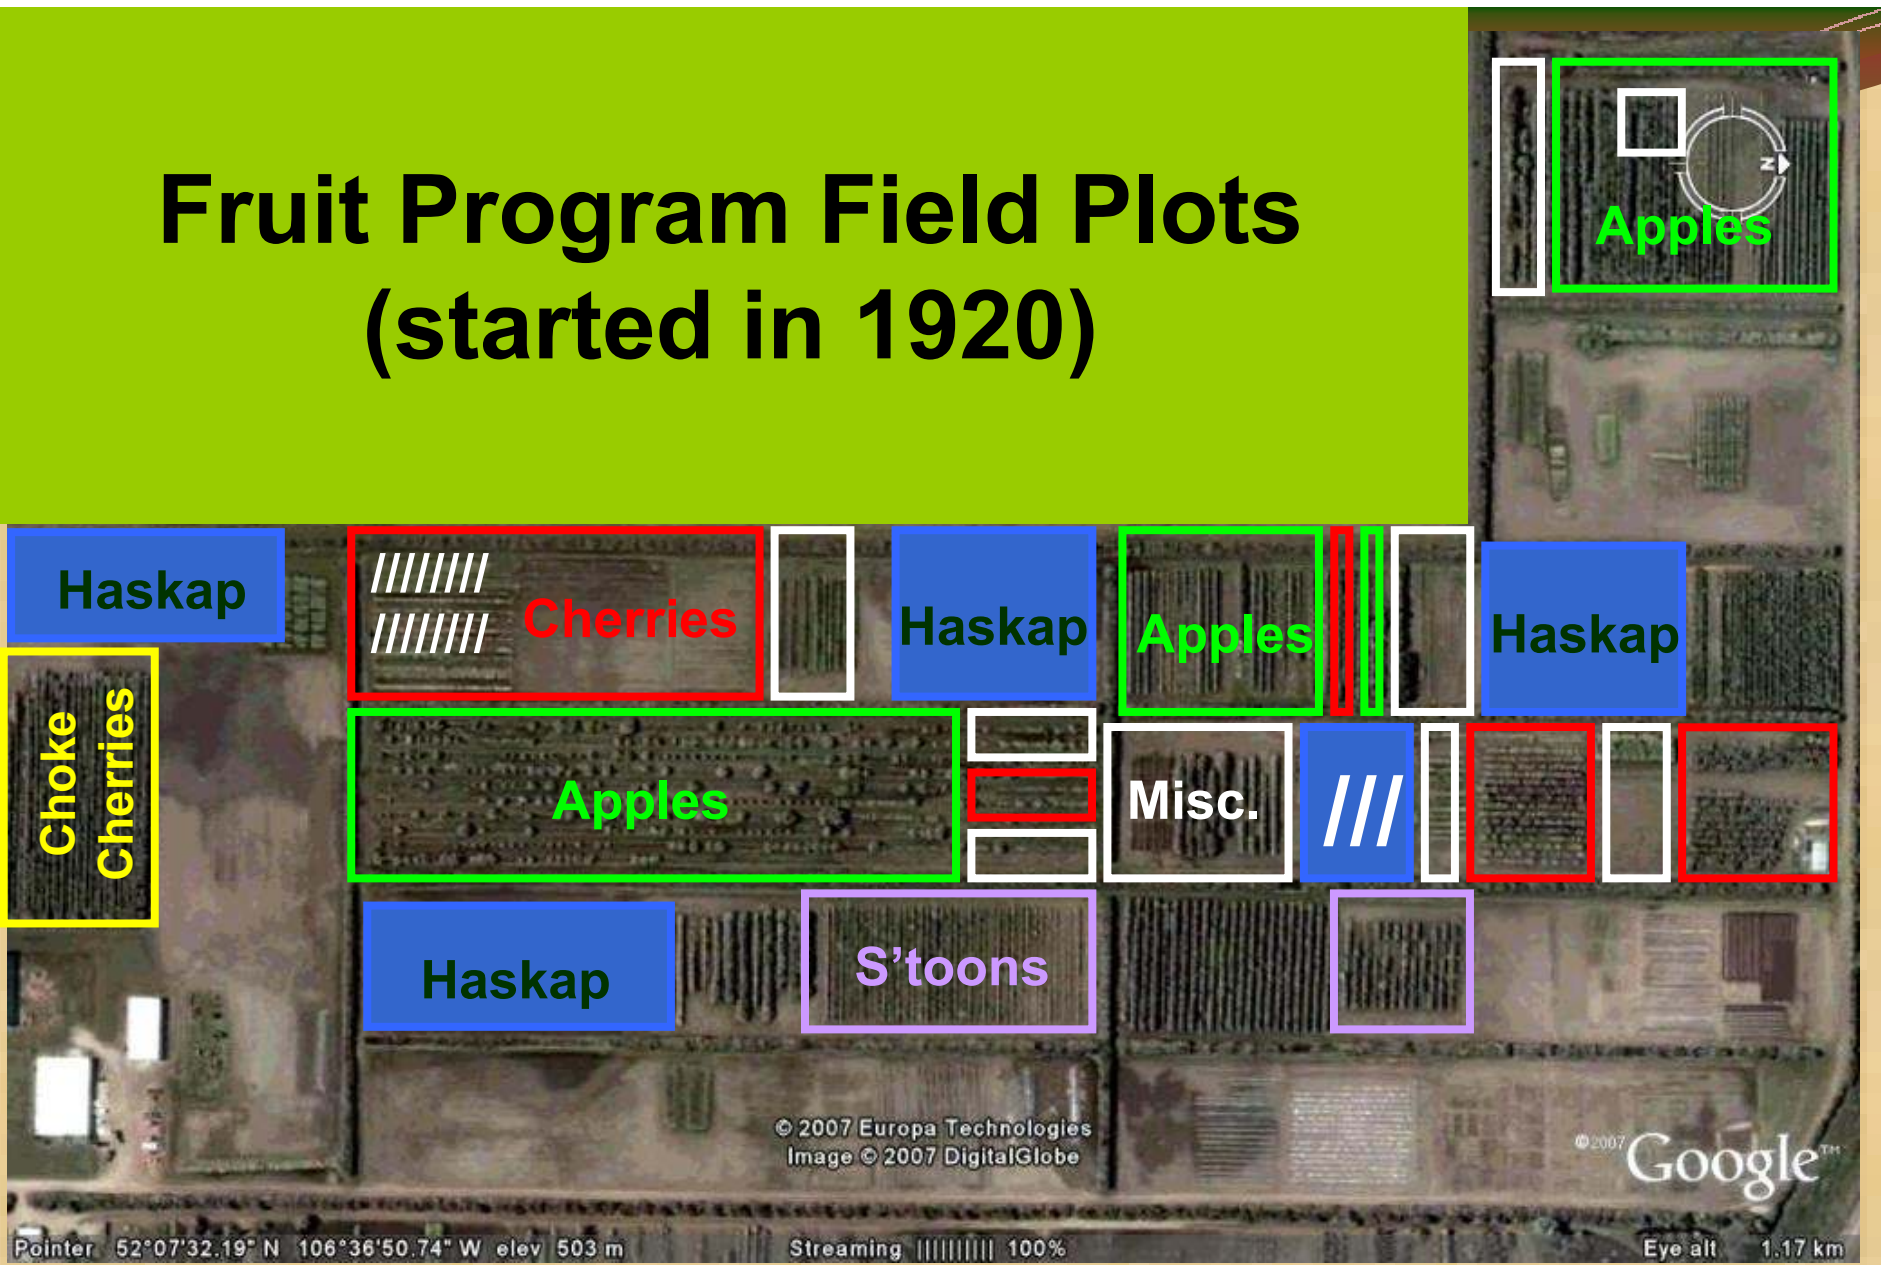 Fruit Program Field Plots
(started in 1920)
N
Apples
Haskap
/////////
/////////
Cherries
Haskap
Apples
Haskap
Choke
Cherries
Apples
Misc.
///
Haskap
S'toons
© 2007 Europa Technologies
Image © 2007 DigitalGlobe
©2007 Google™
Pointer 52°07'32.19" N 106°36'50.74" W elev 503 m
Streaming |||||||||| 100%
Eye alt 1.17 km